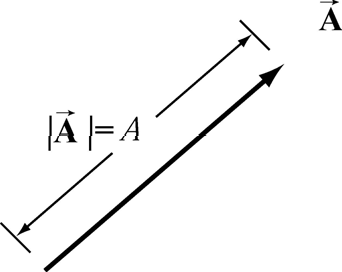 A⃗
|A⃗| = A